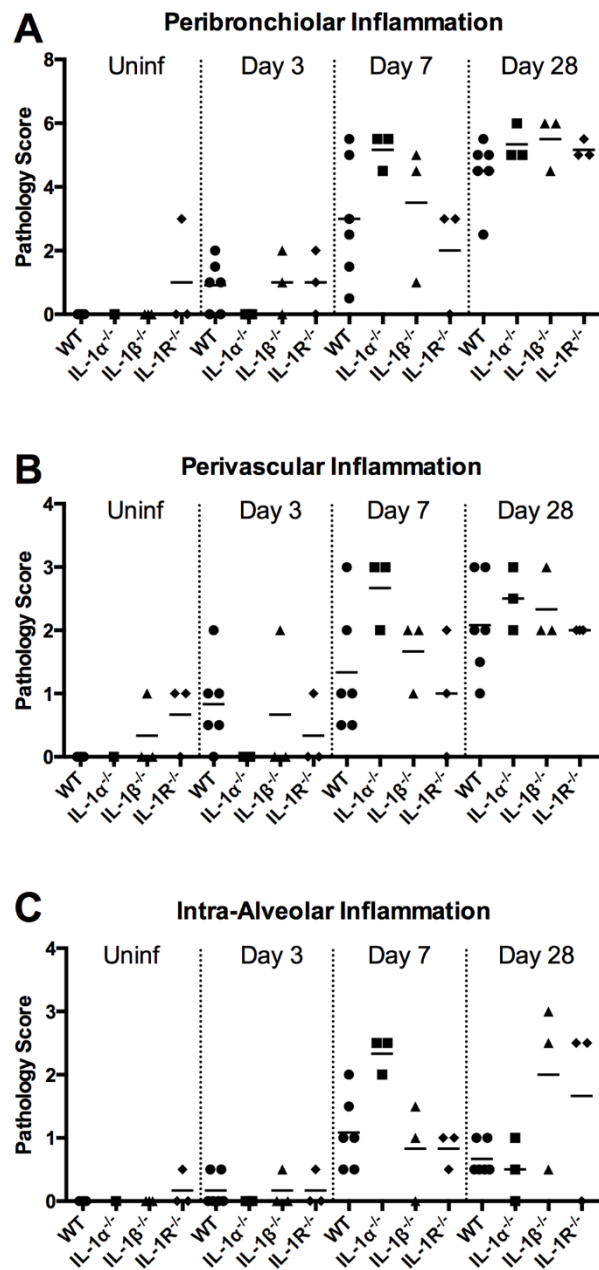 A Peribronchiolar Inflammation
Uninf Day 3 Day 7 Day 28
Pathology Score
8
6
4
2
0
WT IL-1α-/- IL-1β-/- IL-1R-/- WT IL-1α-/- IL-1β-/- IL-1R-/- WT IL-1α-/- IL-1β-/- IL-1R-/- WT IL-1α-/- IL-1β-/- IL-1R-/-
B Perivascular Inflammation
Uninf Day 3 Day 7 Day 28
Pathology Score
4
3
2
1
0
WT IL-1α-/- IL-1β-/- IL-1R-/- WT IL-1α-/- IL-1β-/- IL-1R-/- WT IL-1α-/- IL-1β-/- IL-1R-/- WT IL-1α-/- IL-1β-/- IL-1R-/-
C Intra-Alveolar Inflammation
Uninf Day 3 Day 7 Day 28
Pathology Score
4
3
2
1
0
WT IL-1α-/- IL-1β-/- IL-1R-/- WT IL-1α-/- IL-1β-/- IL-1R-/- WT IL-1α-/- IL-1β-/- IL-1R-/- WT IL-1α-/- IL-1β-/- IL-1R-/-